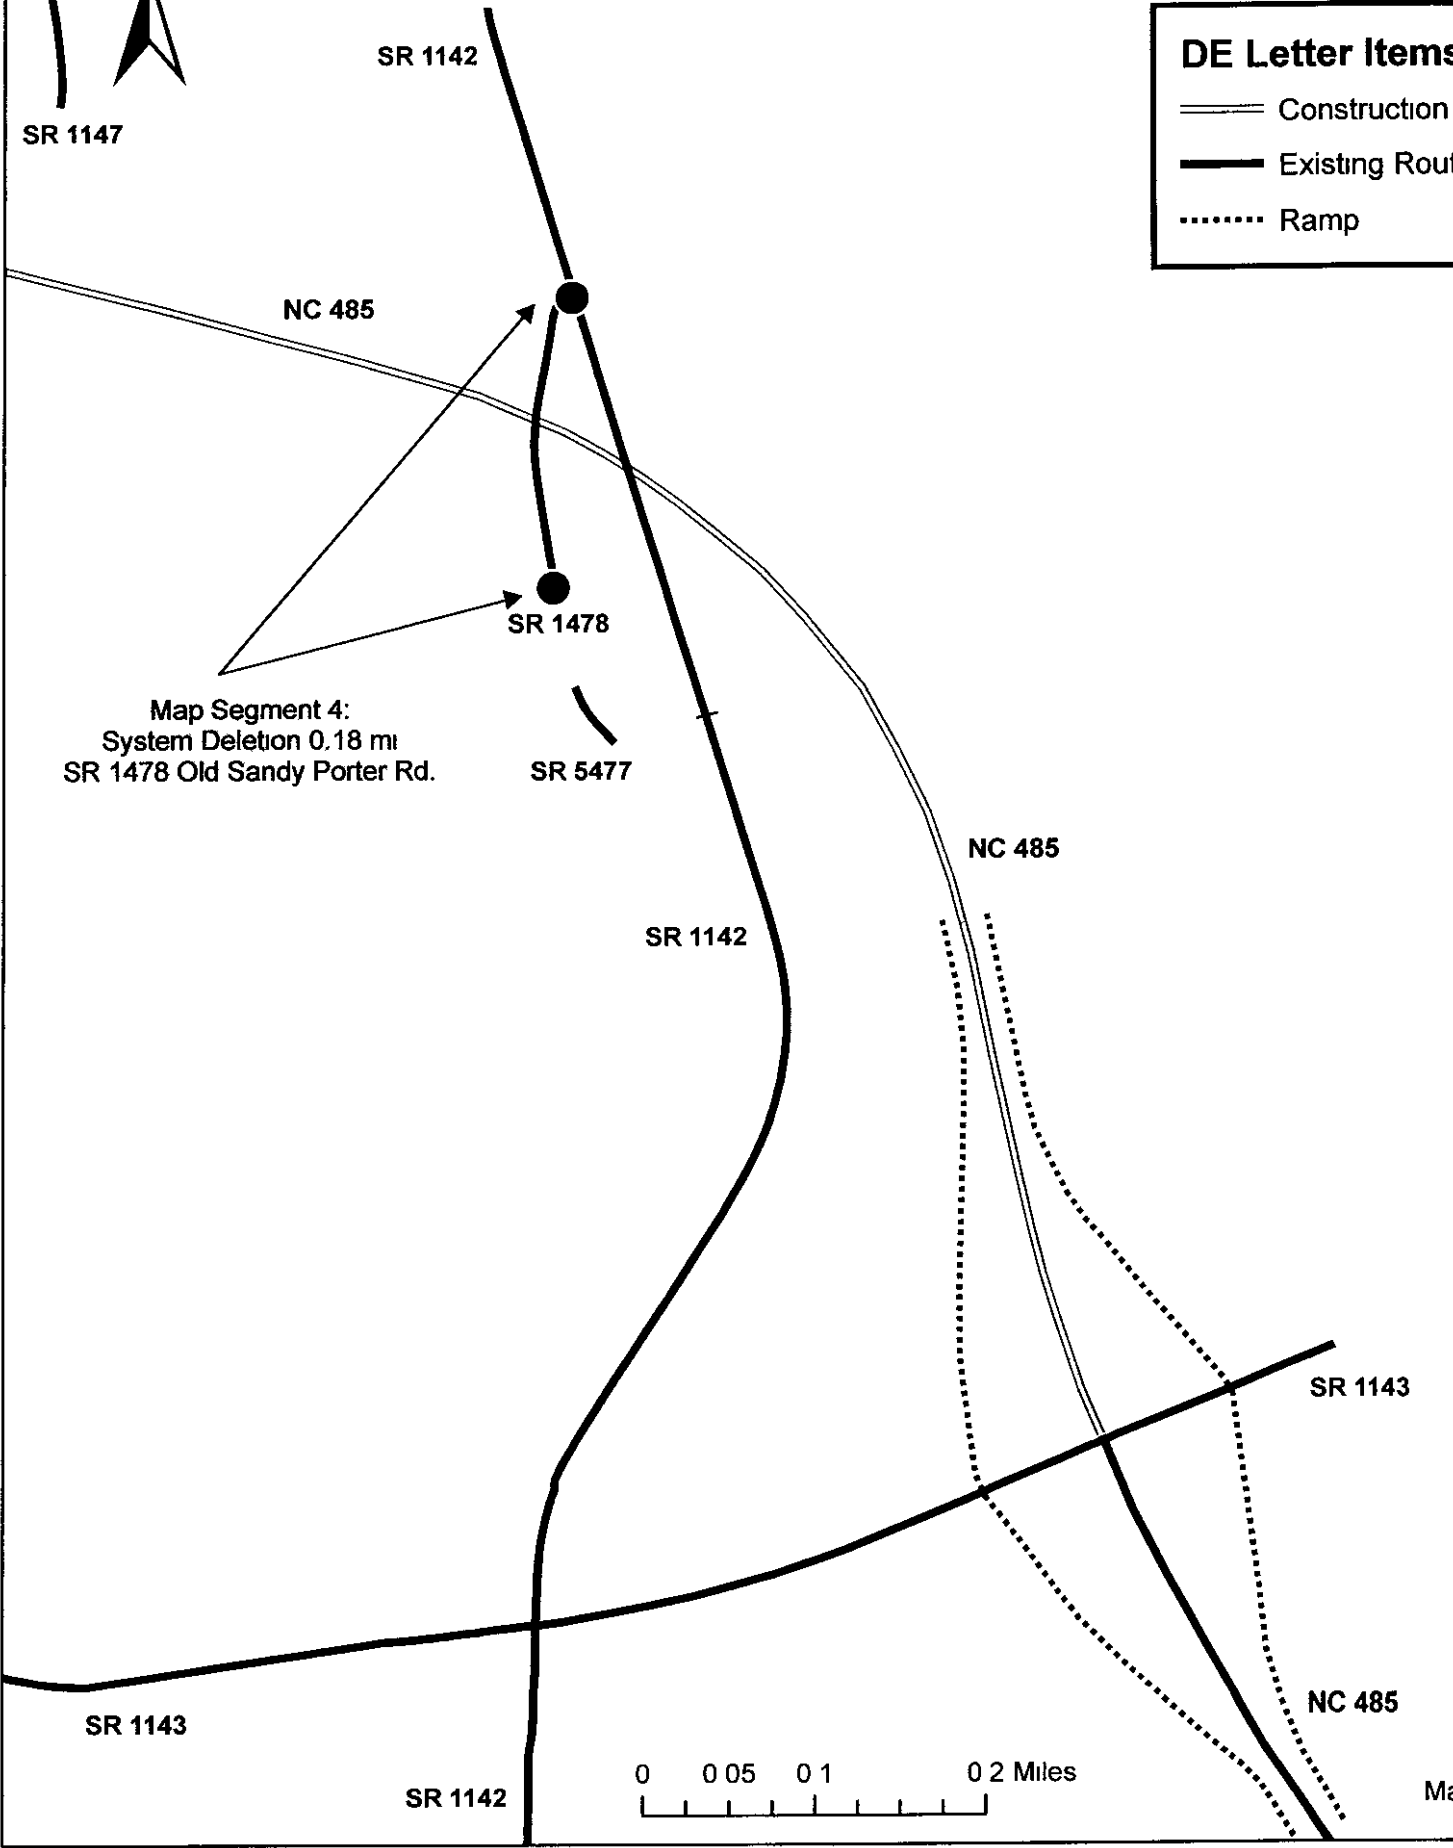 SR 1142
DE Letter Items
Construction
Existing Rout
Ramp
SR 1147
NC 485
SR 1478
Map Segment 4:
System Deletion 0.18 mi
SR 1478 Old Sandy Porter Rd.
SR 5477
NC 485
SR 1142
SR 1143
NC 485
SR 1143
0 0 05 0 1 0 2 Miles
SR 1142
Ma